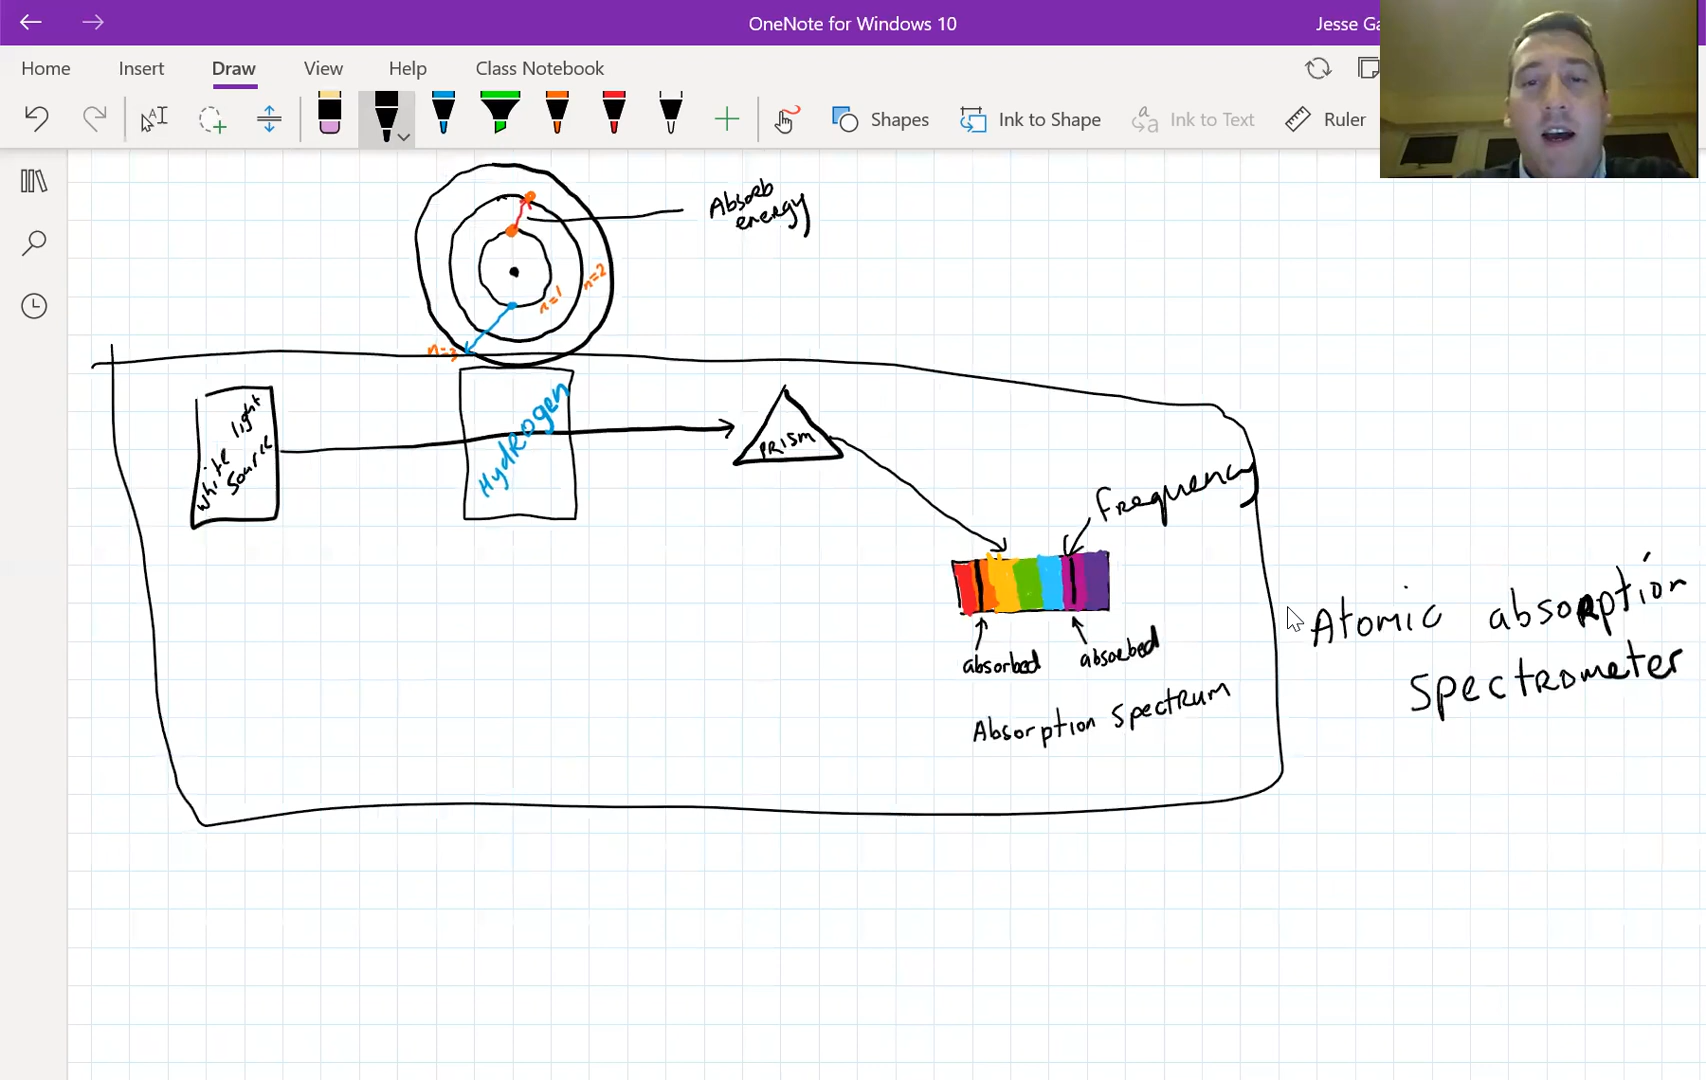 OneNote for Windows 10
Jesse Ga
Home Insert Draw View Help Class Notebook
Shapes Ink to Shape Ink to Text Ruler
Absorb
energy
n=1
n=2
n=3
white light
source
Hydrogen
PRISM
frequency
absorbed
absorbed
Absorption spectrum
Atomic absorption
spectrometer